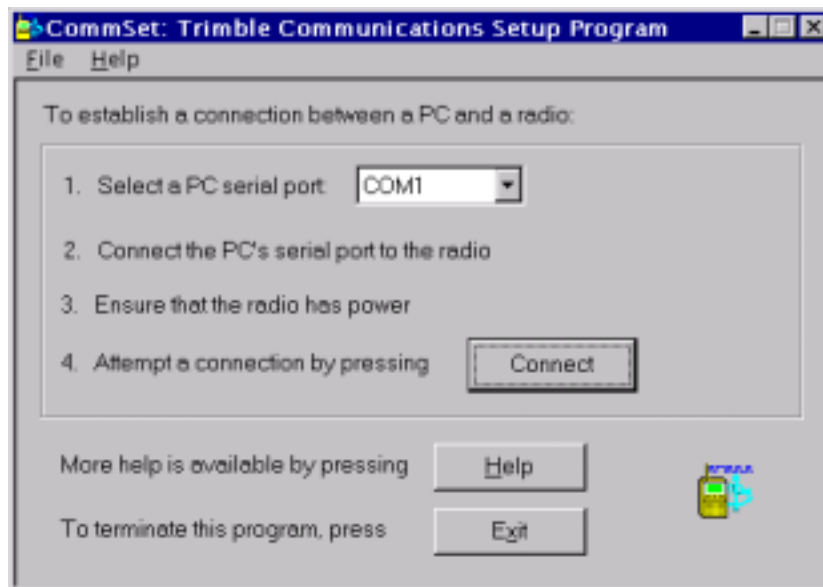 CommSet: Trimble Communications Setup Program
File Help
To establish a connection between a PC and a radio:
1. Select a PC serial port: COM1
2. Connect the PC's serial port to the radio
3. Ensure that the radio has power
4. Attempt a connection by pressing Connect
More help is available by pressing Help
To terminate this program, press Exit